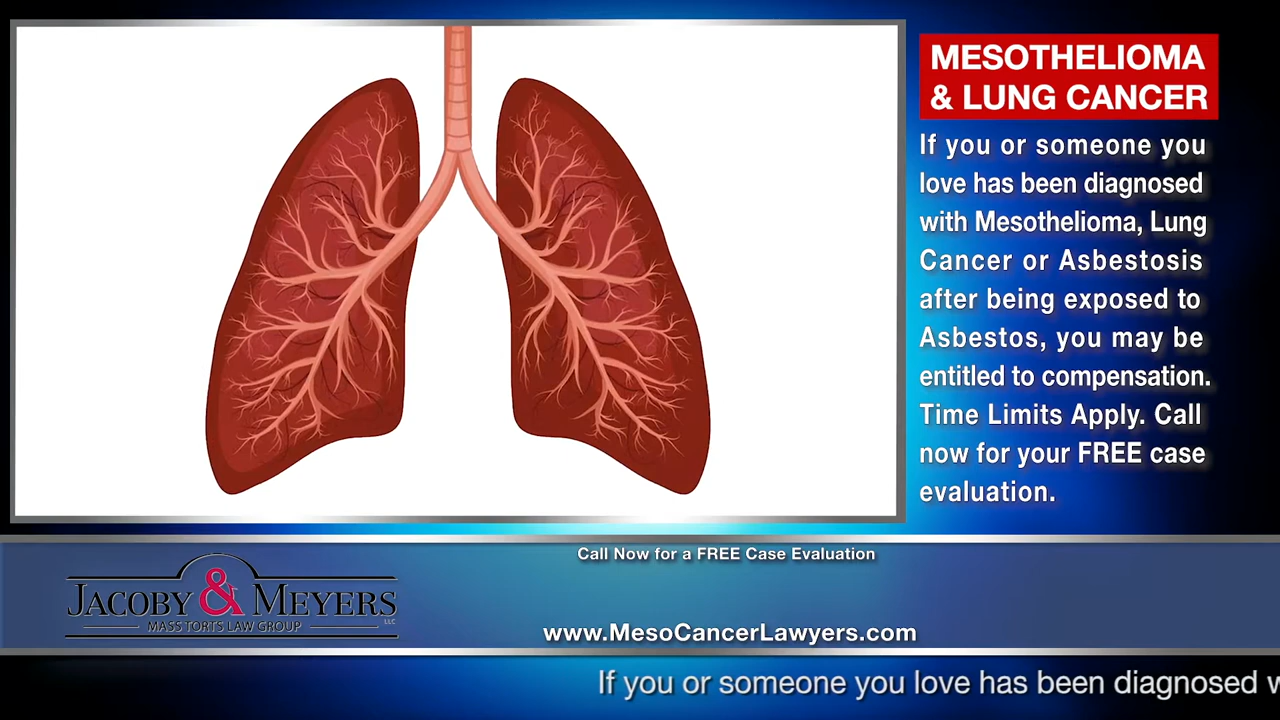 MESOTHELIOMA
& LUNG CANCER
If you or someone you
love has been diagnosed
with Mesothelioma, Lung
Cancer or Asbestosis
after being exposed to
Asbestos, you may be
entitled to compensation.
Time Limits Apply. Call
now for your FREE case
evaluation.
Call Now for a FREE Case Evaluation
JACOBY & MEYERS
LLC
MASS TORTS LAW GROUP
www.MesoCancerLawyers.com
If you or someone you love has been diagnosed w